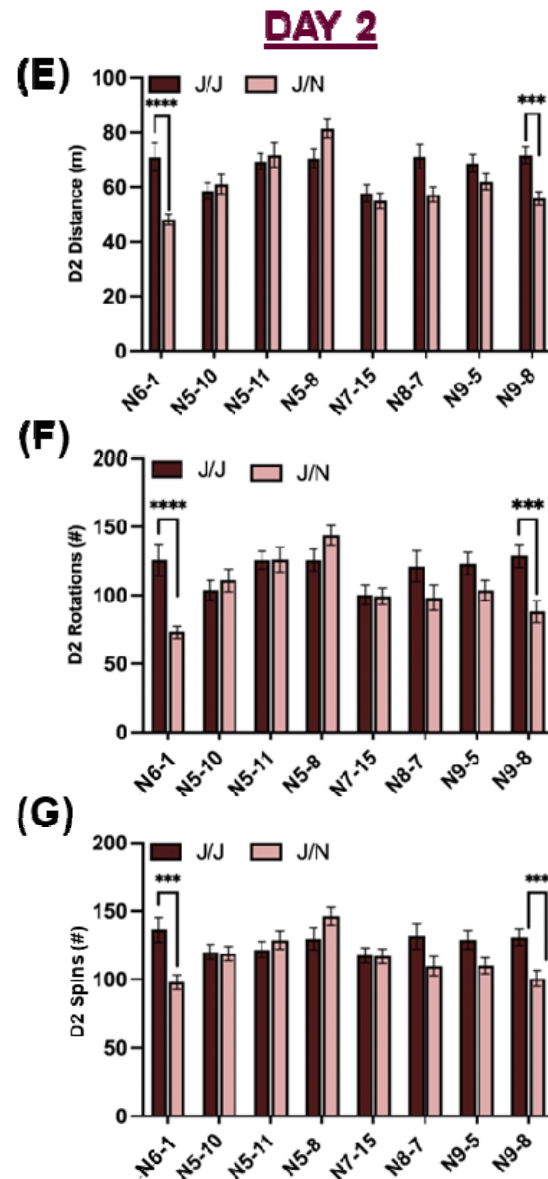 DAY 2
(E)
J/J J/N
**** ***
D2 Distance (m)
100
80
60
40
20
0
N6-1 N5-10 N5-11 N5-8 N7-15 N8-7 N9-5 N9-8
(F)
J/J J/N
**** ***
D2 Rotations (#)
200
150
100
50
0
N6-1 N5-10 N5-11 N5-8 N7-15 N8-7 N9-5 N9-8
(G)
J/J J/N
*** ***
D2 Spins (#)
200
150
100
50
0
N6-1 N5-10 N5-11 N5-8 N7-15 N8-7 N9-5 N9-8